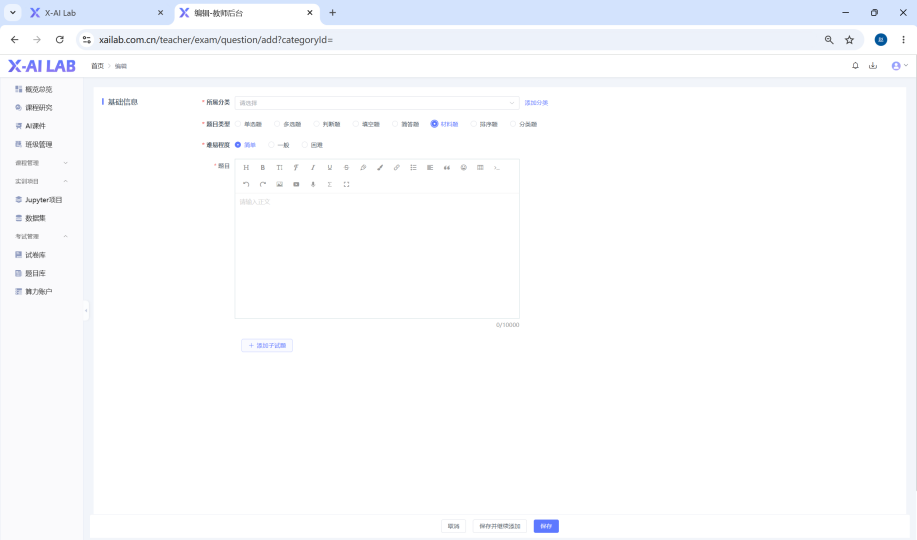 X-AI Lab
编辑-教师后台
xailab.com.cn/teacher/exam/question/add?categoryId=
X-AI LAB
首页 / 编辑
概览总览
课程研究
AI课件
班级管理
课程管理
实训项目
Jupyter项目
数据集
考试管理
试卷库
题目库
算力账户
基础信息
* 所属分类 请选择 添加分类
* 题目类型 单选题 多选题 判断题 填空题 简答题 材料题 排序题 分类题
* 难易程度 简单 一般 困难
* 题目
请输入正文
0/10000
+ 添加子试题
取消 保存并继续添加 保存